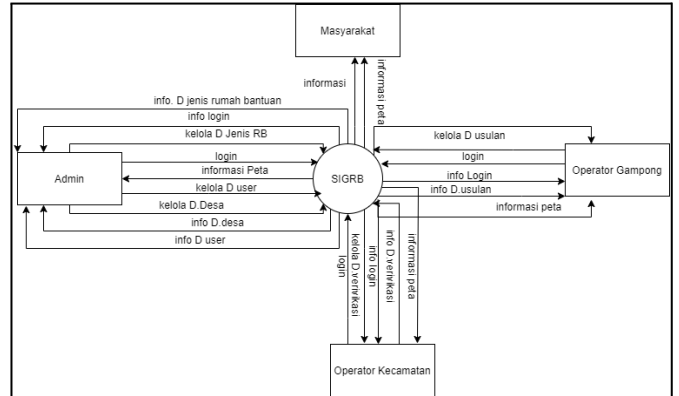 Masyarakat
informasi
informasi peta
info. D jenis rumah bantuan
info login
kelola D Jenis RB
login
informasi Peta
kelola D user
kelola D.Desa
info D.desa
info D user
Admin
SIGRB
kelola D usulan
login
info Login
info D.usulan
informasi peta
Operator Gampong
login
kelola D.verivikasi
info login
info D.verivikasi
informasi peta
Operator Kecamatan